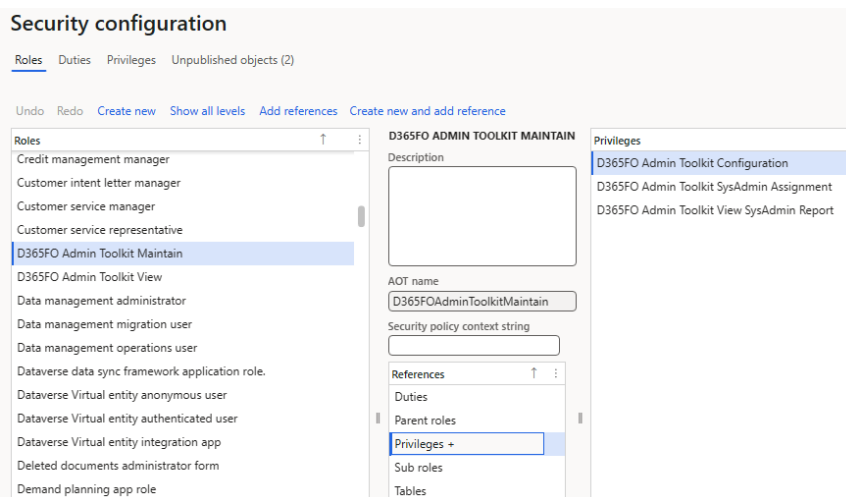 Security configuration
Roles Duties Privileges Unpublished objects (2)
Undo Redo Create new Show all levels Add references Create new and add reference
Roles
Credit management manager
Customer intent letter manager
Customer service manager
Customer service representative
D365FO Admin Toolkit Maintain
D365FO Admin Toolkit View
Data management administrator
Data management migration user
Data management operations user
Dataverse data sync framework application role.
Dataverse Virtual entity anonymous user
Dataverse Virtual entity authenticated user
Dataverse Virtual entity integration app
Deleted documents administrator form
Demand planning app role
D365FO ADMIN TOOLKIT MAINTAIN
Description
AOT name
D365FOAdminToolkitMaintain
Security policy context string
References
Duties
Parent roles
Privileges +
Sub roles
Tables
Privileges
D365FO Admin Toolkit Configuration
D365FO Admin Toolkit SysAdmin Assignment
D365FO Admin Toolkit View SysAdmin Report